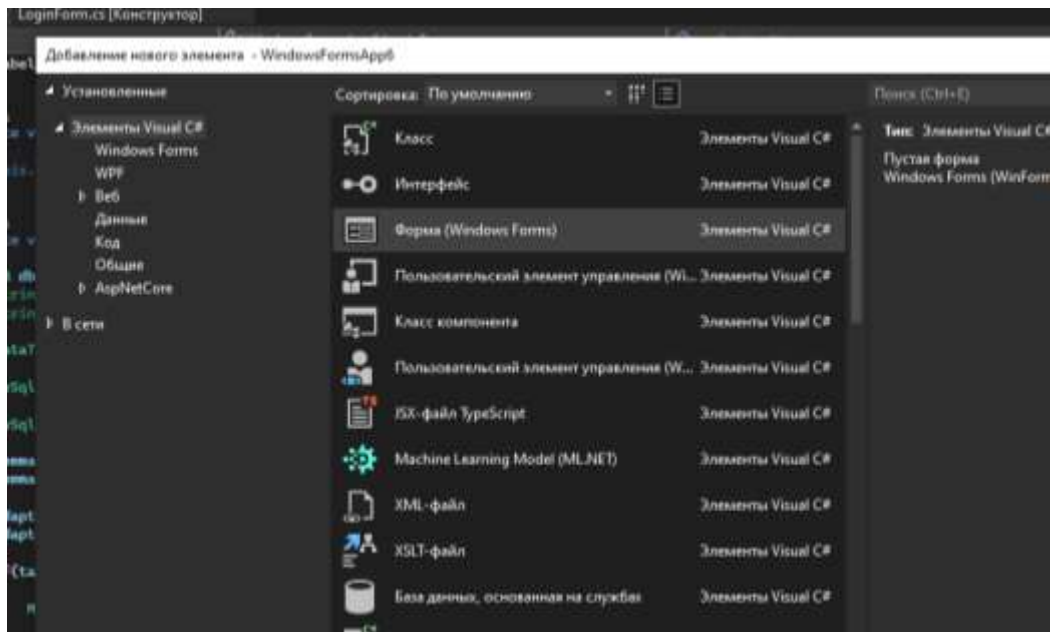 LoginForm.cs [Конструктор]
Добавление нового элемента - WindowsFormsApp6
Установленные
Сортировка: По умолчанию
Поиск (Ctrl+E)
Элементы Visual C#
Windows Forms
WPF
Веб
Данные
Код
Общие
AspNetCore
В сети
Класс Элементы Visual C#
Интерфейс Элементы Visual C#
Форма (Windows Forms) Элементы Visual C#
Пользовательский элемент управления (Wi... Элементы Visual C#
Класс компонента Элементы Visual C#
Пользовательский элемент управления (W... Элементы Visual C#
JSX-файл TypeScript Элементы Visual C#
Machine Learning Model (ML.NET) Элементы Visual C#
XML-файл Элементы Visual C#
XSLT-файл Элементы Visual C#
База данных, основанная на службах Элементы Visual C#
Тип: Элементы Visual C#
Пустая форма
Windows Forms (WinForm